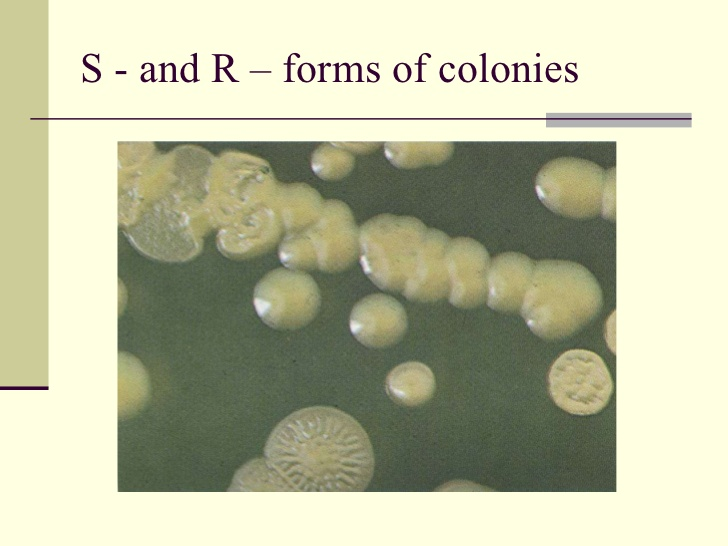 S - and R – forms of colonies